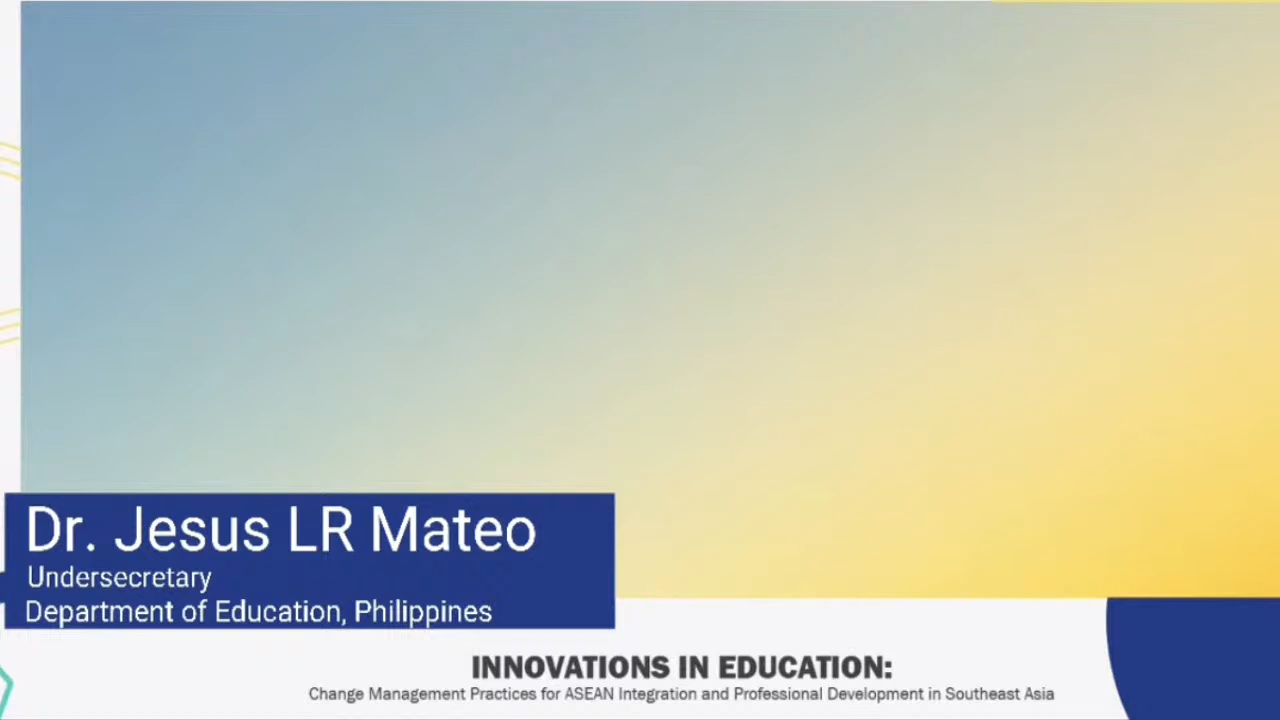 Dr. Jesus LR Mateo
Undersecretary
Department of Education, Philippines
INNOVATIONS IN EDUCATION:
Change Management Practices for ASEAN Integration and Professional Development in Southeast Asia